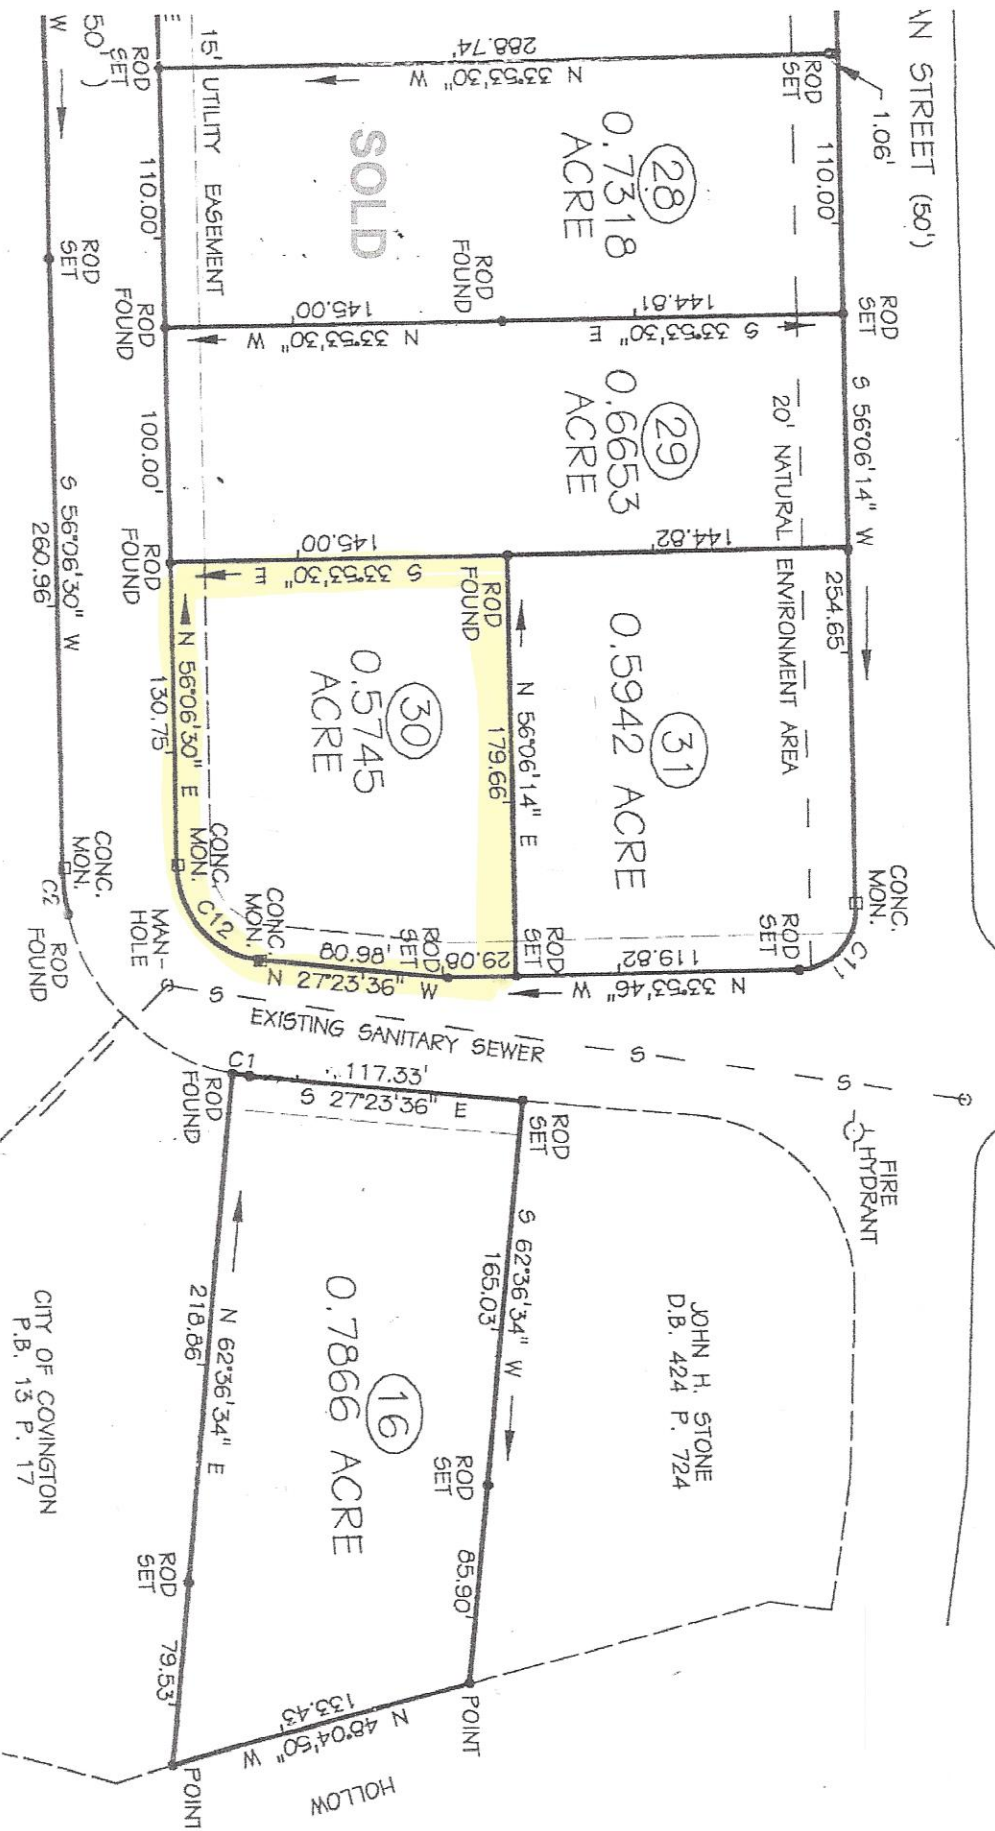 AN STREET (50')
1.06'
ROD
SET
110.00'
N 33°53'30" W
288.74'
28
0.7318
ACRE
SOLD
15' UTILITY EASEMENT
E
ROD
SET
110.00'
50')
W
ROD
SET
S 33°53'30" E
144.81'
ROD
FOUND
N 33°53'30" W
145.00'
ROD
SET
ROD
FOUND
S 56°06'14" W
254.65'
20' NATURAL ENVIRONMENT AREA
29
0.6653
ACRE
100.00'
S 56°06'30" W
260.96'
144.82'
S 33°53'30" E
145.00'
ROD
FOUND
ROD
FOUND
31
0.5942 ACRE
N 56°06'14" E
179.66'
30
0.5745
ACRE
N 56°06'30" E
130.75'
CONC.
MON.
C11
ROD
SET
N 33°53'46" W
119.82'
ROD
SET
29.08'
ROD
SET
N 27°23'36" W
80.98'
CONC.
MON.
C12
CONC.
MON.
CONC.
MON.
C2
ROD
FOUND
MAN-
HOLE
S
EXISTING SANITARY SEWER
S
S
FIRE
HYDRANT
C1
ROD
FOUND
117.33'
S 27°23'36" E
ROD
SET
S 62°36'34" W
165.03'
ROD
SET
85.90'
16
0.7866 ACRE
N 62°36'34" E
218.86'
ROD
SET
79.53'
POINT
N 48°04'50" W
133.43'
POINT
HOLLOW
JOHN H. STONE
D.B. 424 P. 724
CITY OF COVINGTON
P.B. 13 P. 17